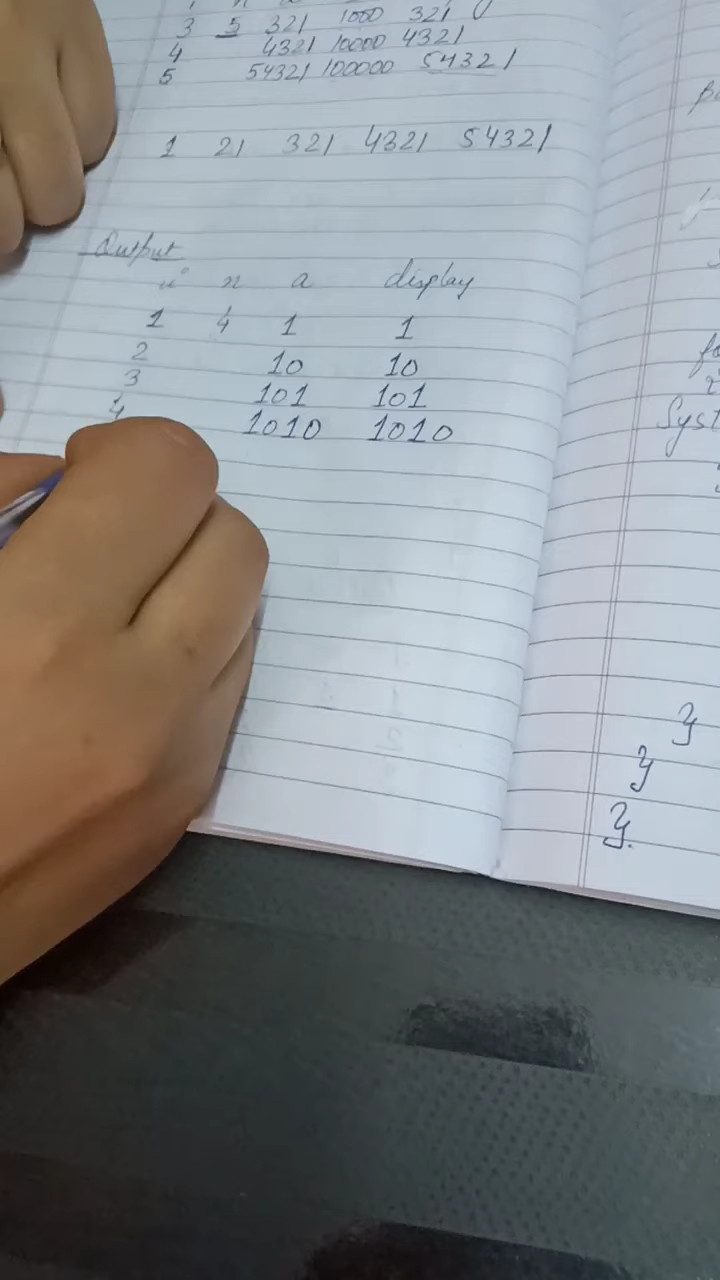 3 5 321 1000 321
4 4321 10000 4321
5 54321 100000 54321
1 21 321 4321 54321
Output
i n a display
1 4 1 1
2 10 10
3 101 101
4 1010 1010
Syst
}
}
}.